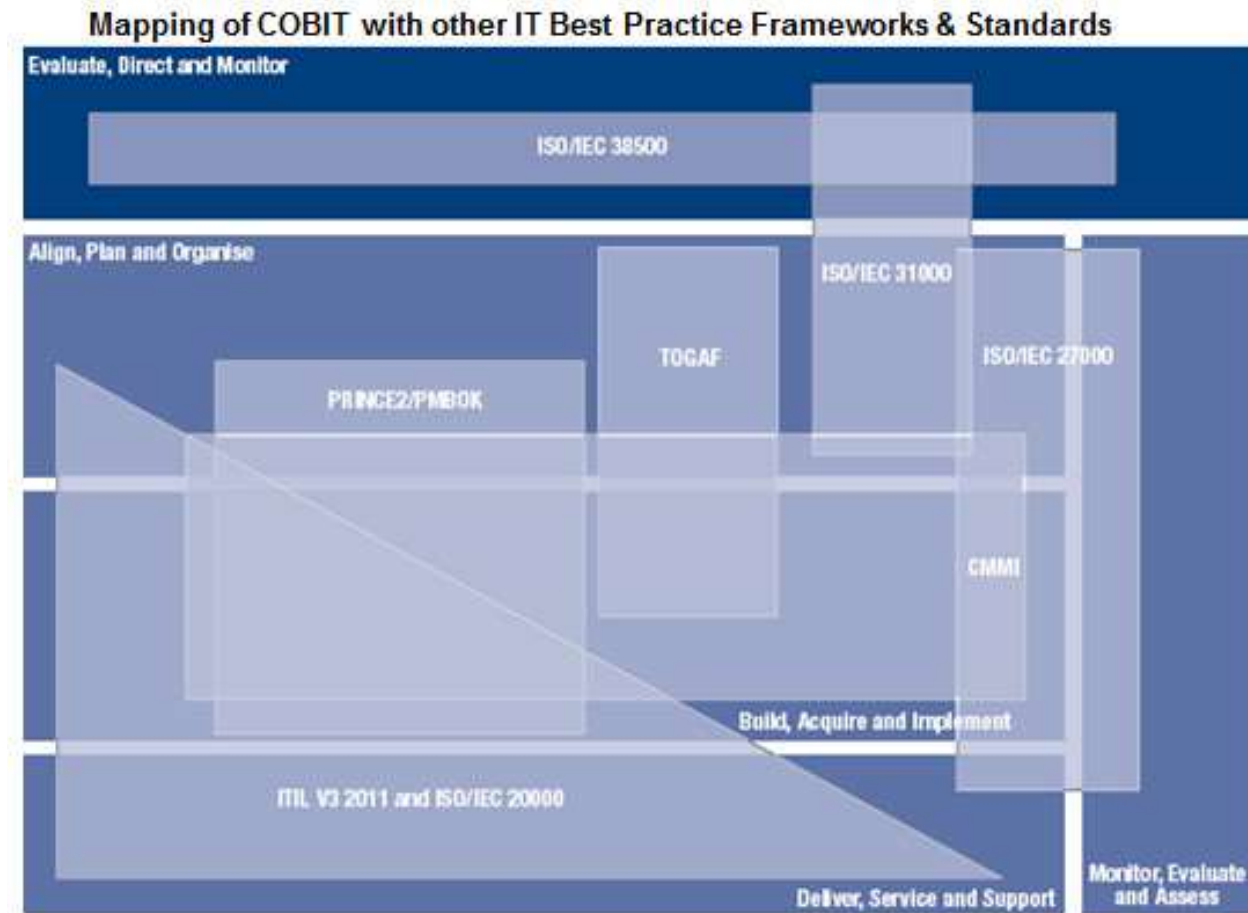 Mapping of COBIT with other IT Best Practice Frameworks & Standards
Evaluate, Direct and Monitor
ISO/IEC 38500
Align, Plan and Organise
ISO/IEC 31000
TOGAF
ISO/IEC 27000
PRINCE2/PMBOK
CMMI
Build, Acquire and Implement
ITIL V3 2011 and ISO/IEC 20000
Deliver, Service and Support
Monitor, Evaluate
and Assess